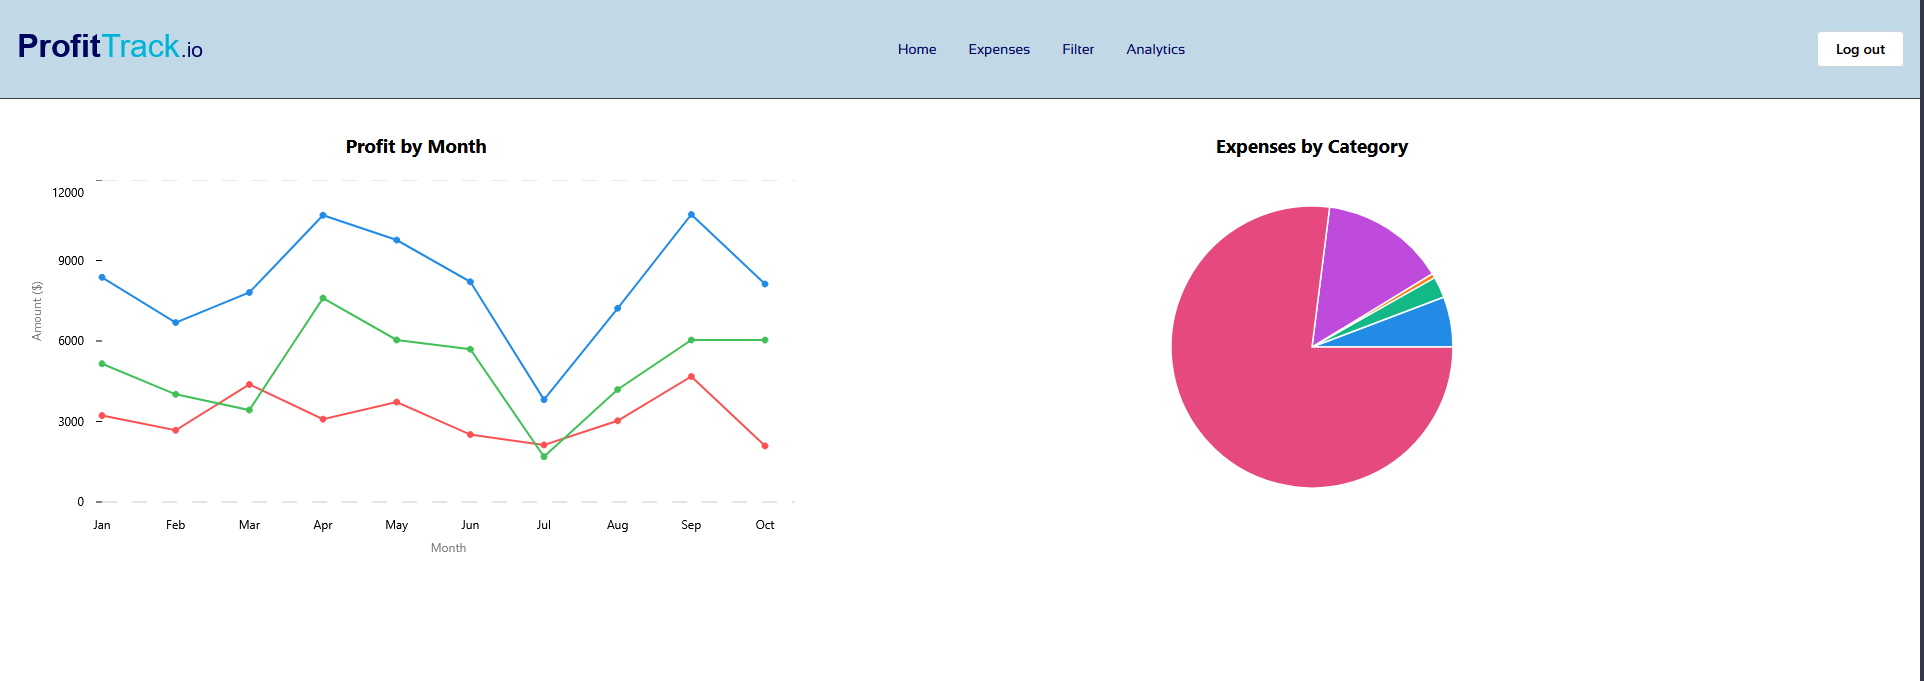 ProfitTrack.io
Home Expenses Filter Analytics
Log out
Profit by Month
12000
9000
6000
3000
0
Amount ($)
Jan Feb Mar Apr May Jun Jul Aug Sep Oct
Month
Expenses by Category